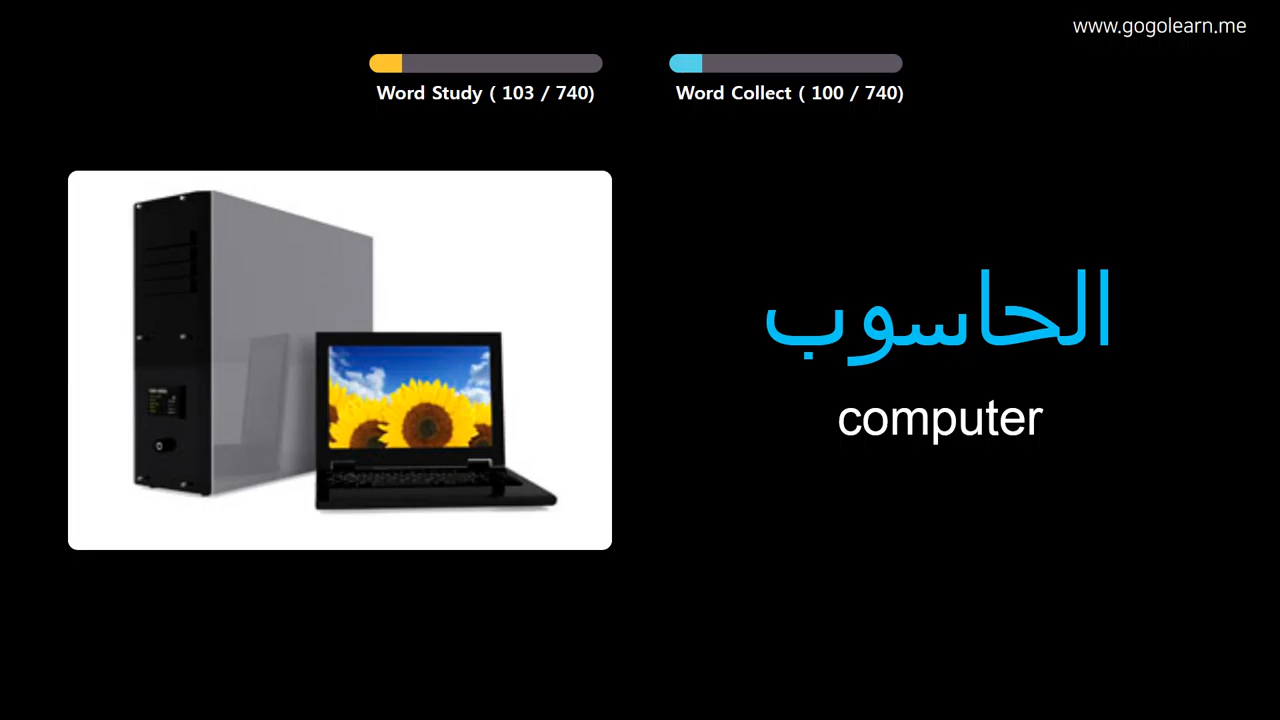 www.gogolearn.me
Word Study ( 103 / 740)
Word Collect ( 100 / 740)
الحاسوب
computer